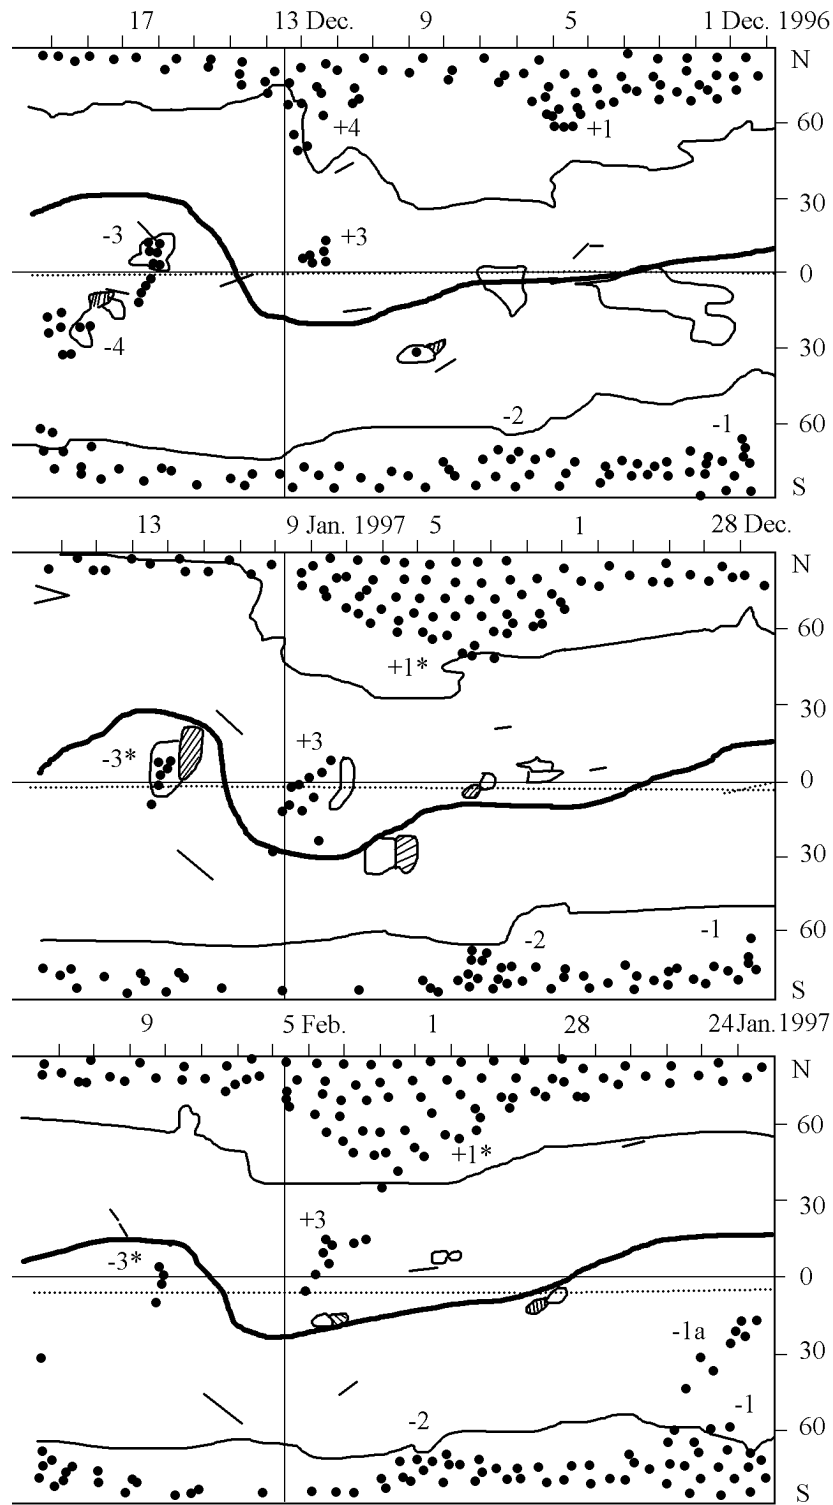 17 13 Dec. 9 5 1 Dec. 1996
N
60
+4 +1
30
-3 +3
0
-4 30
-2 -1 60
S
13 9 Jan. 1997 5 1 28 Dec.
N
60
+1*
30
-3* +3
0
30
-2 -1 60
S
9 5 Feb. 1 28 24 Jan. 1997
N
60
+1*
30
+3
-3* 0
-1a
30
-2 -1
60
S